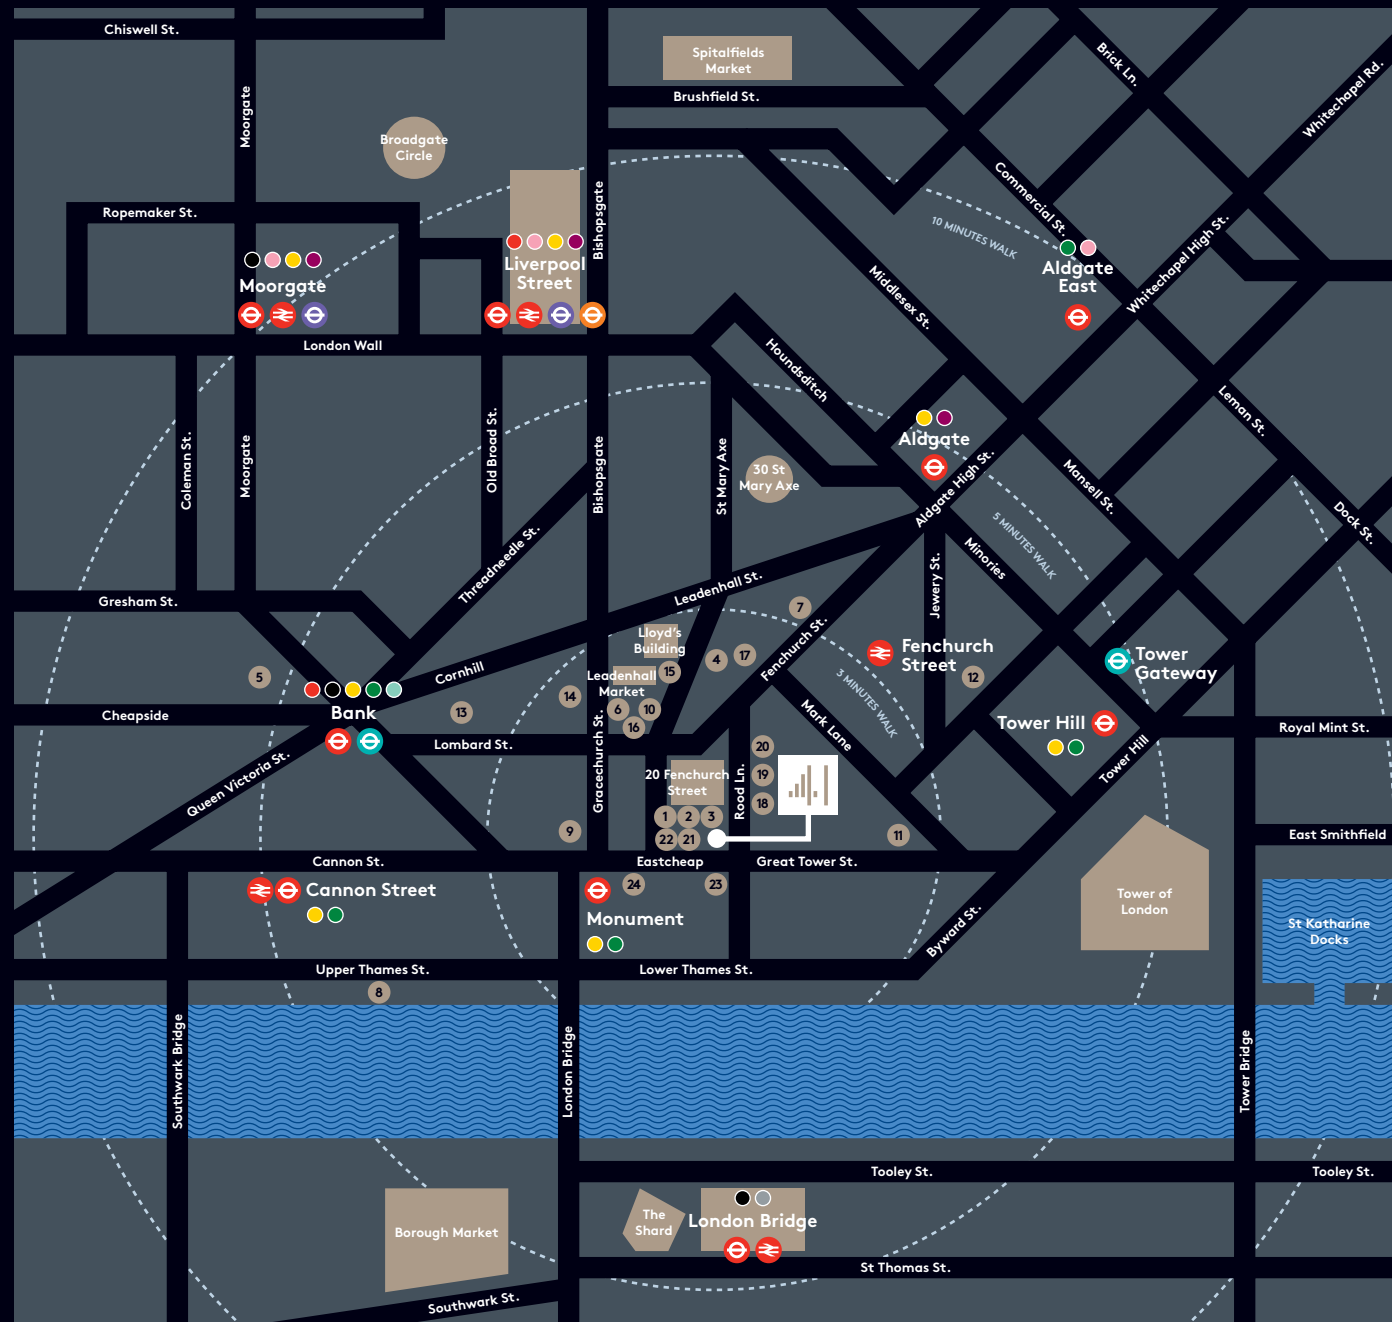 Chiswell St.
Spitalfields
Market
Brick Ln.
Whitechapel Rd.
Brushfield St.
Moorgate
Broadgate
Circle
Ropemaker St.
Bishopsgate
Commercial St.
10 MINUTES WALK
Whitechapel High St.
Moorgate
Liverpool
Street
Aldgate
East
Middlesex St.
London Wall
Houndsditch
Leman St.
Coleman St.
Moorgate
Old Broad St.
Bishopsgate
St Mary Axe
30 St
Mary Axe
Aldgate
Aldgate High St.
Mansell St.
Dock St.
5 MINUTES WALK
Threadneedle St.
Minories
Jewery St.
Leadenhall St.
Gresham St.
7
Lloyd's
Building
Fenchurch St.
Fenchurch
Street
Tower
Gateway
5
Cornhill
15
4
17
12
Leadenhall
Market
14
3 MINUTES WALK
Cheapside
Bank
13
6
10
16
Mark Lane
Tower Hill
Royal Mint St.
Lombard St.
Gracechurch St.
20
Queen Victoria St.
20 Fenchurch
Street
Rood Ln.
19
18
Tower Hill
1
2
3
9
22
21
11
East Smithfield
Cannon St.
Eastcheap
Great Tower St.
Cannon Street
24
23
Tower of
London
Monument
Byward St.
St Katharine
Docks
Upper Thames St.
Lower Thames St.
8
Southwark Bridge
London Bridge
Tower Bridge
Tooley St.
Tooley St.
Borough Market
The
Shard
London Bridge
St Thomas St.
Southwark St.